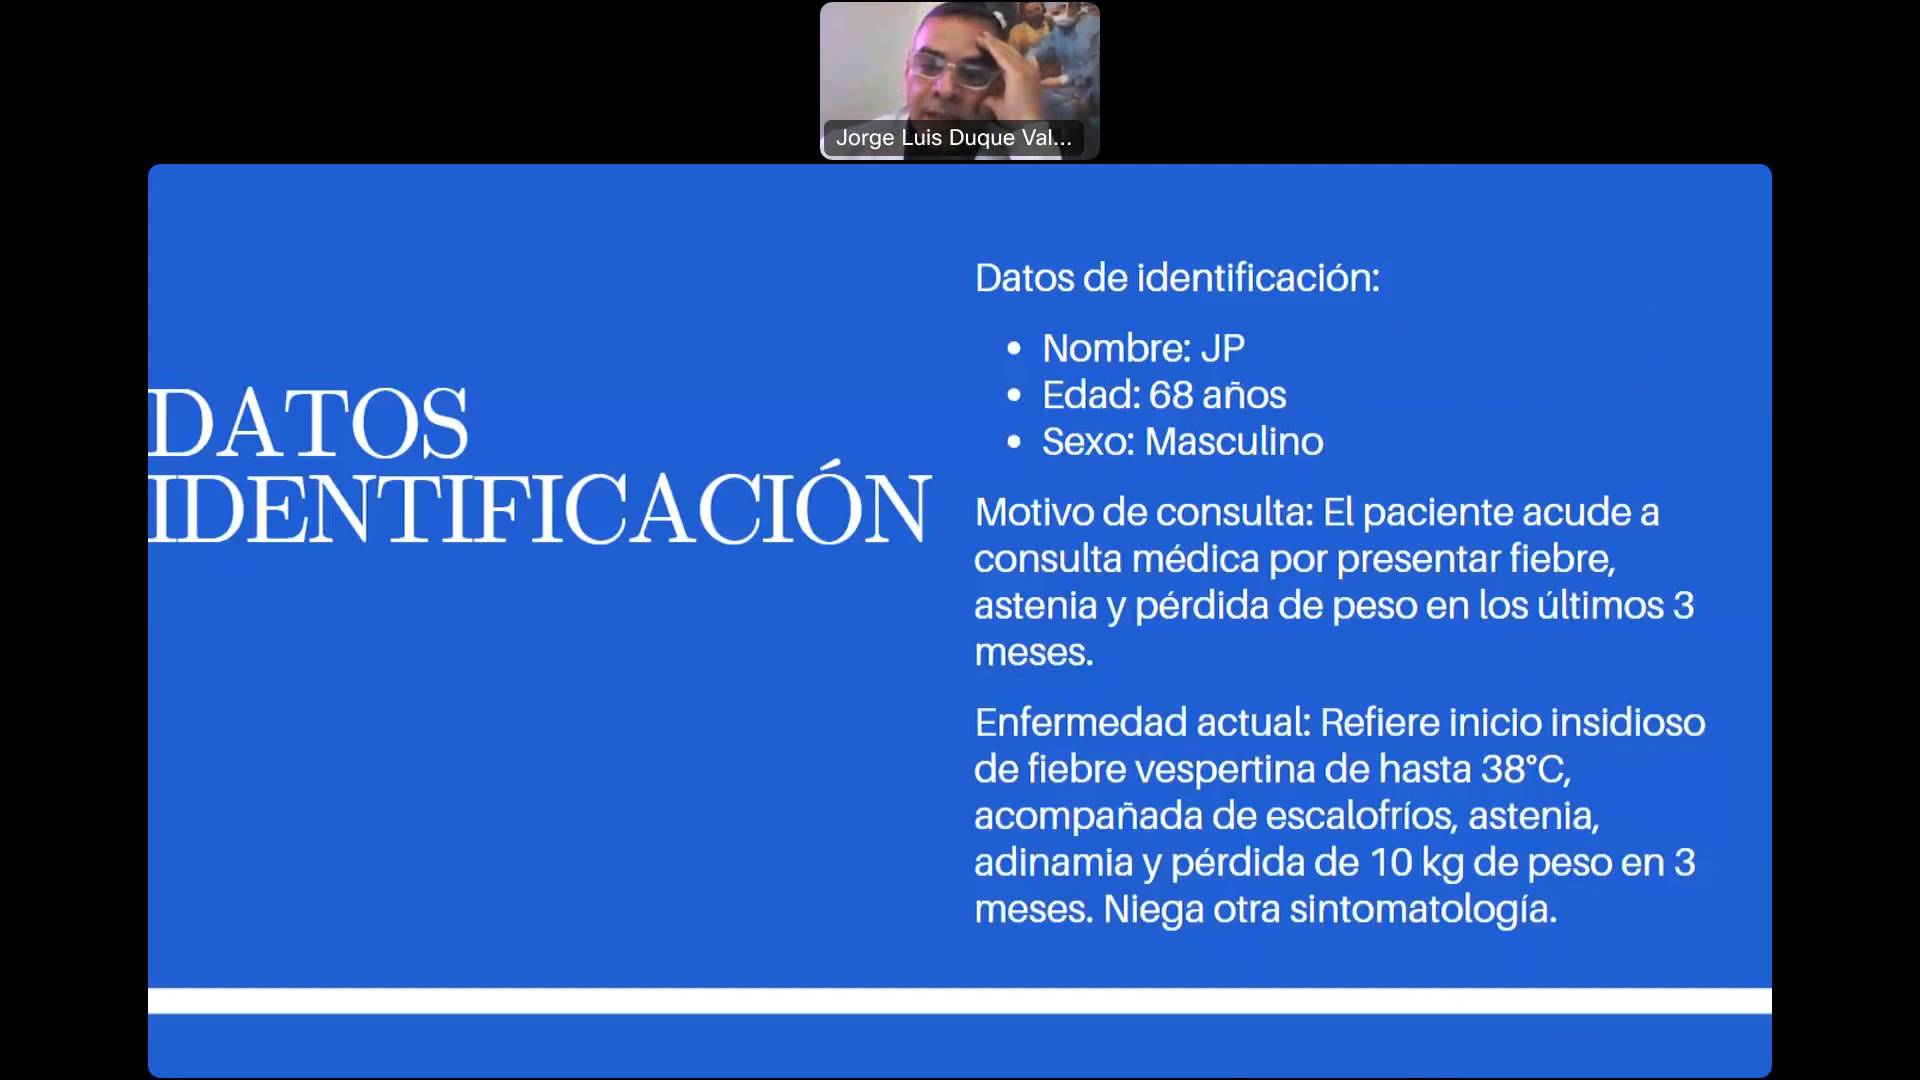 Jorge Luis Duque Val...
DATOS
IDENTIFICACIÓN
Datos de identificación:
• Nombre: JP
• Edad: 68 años
• Sexo: Masculino
Motivo de consulta: El paciente acude a
consulta médica por presentar fiebre,
astenia y pérdida de peso en los últimos 3
meses.
Enfermedad actual: Refiere inicio insidioso
de fiebre vespertina de hasta 38°C,
acompañada de escalofríos, astenia,
adinamia y pérdida de 10 kg de peso en 3
meses. Niega otra sintomatología.